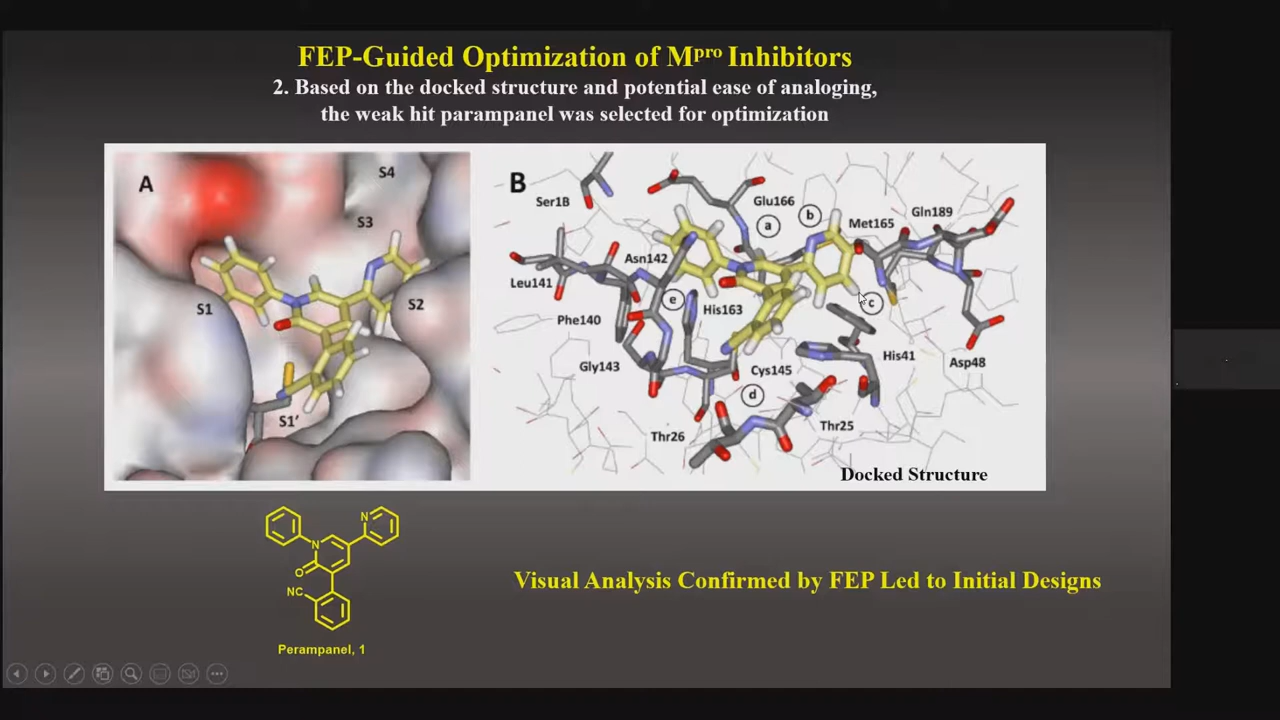 FEP-Guided Optimization of Mᵖʳᵒ Inhibitors
2. Based on the docked structure and potential ease of analoging,
the weak hit parampanel was selected for optimization
A
S4
S3
S1
S2
S1'
B
Ser1B
Glu166
a
b
Met165
Gln189
Asn142
Leu141
e
His163
c
Phe140
Gly143
Cys145
His41
Asp48
d
Thr26
Thr25
Docked Structure
N
N
O
NC
Perampanel, 1
Visual Analysis Confirmed by FEP Led to Initial Designs